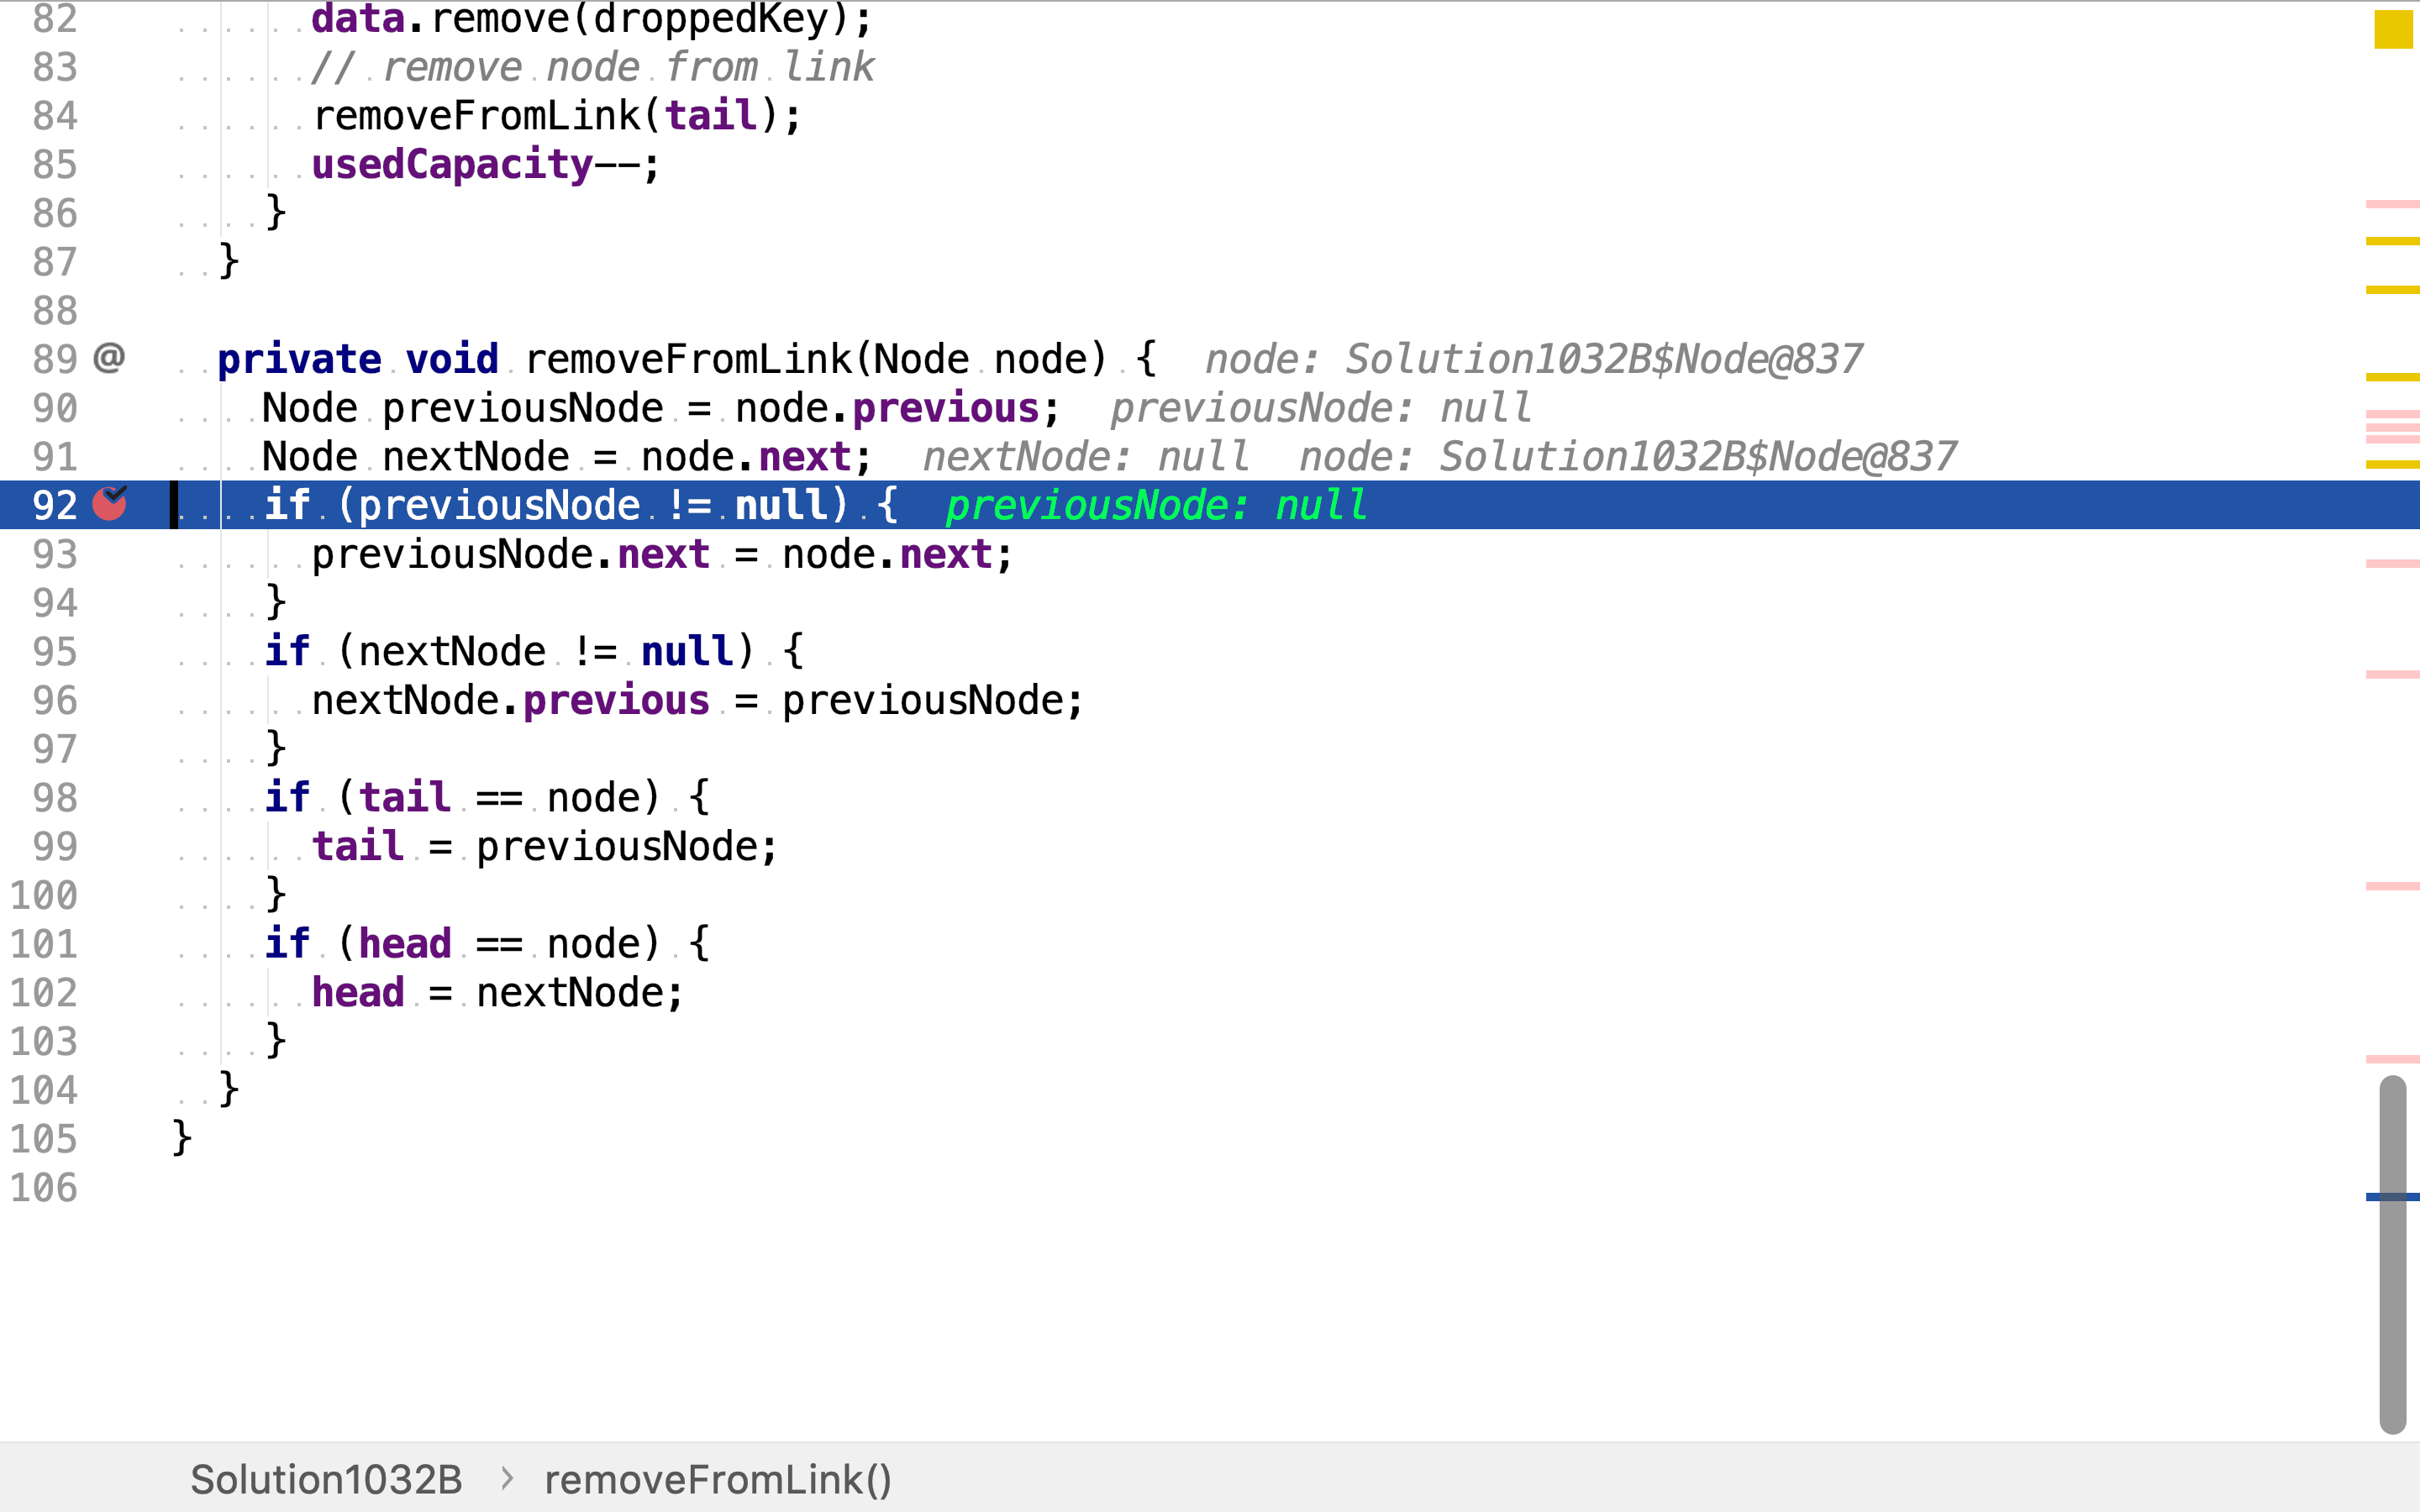 82 data.remove(droppedKey);
83 // remove node from link
84 removeFromLink(tail);
85 usedCapacity--;
86 }
87 }
88
89 @ private void removeFromLink(Node node) { node: Solution1032B$Node@837
90 Node previousNode = node.previous; previousNode: null
91 Node nextNode = node.next; nextNode: null node: Solution1032B$Node@837
92 if (previousNode != null) { previousNode: null
93 previousNode.next = node.next;
94 }
95 if (nextNode != null) {
96 nextNode.previous = previousNode;
97 }
98 if (tail == node) {
99 tail = previousNode;
100 }
101 if (head == node) {
102 head = nextNode;
103 }
104 }
105 }
106
Solution1032B > removeFromLink()